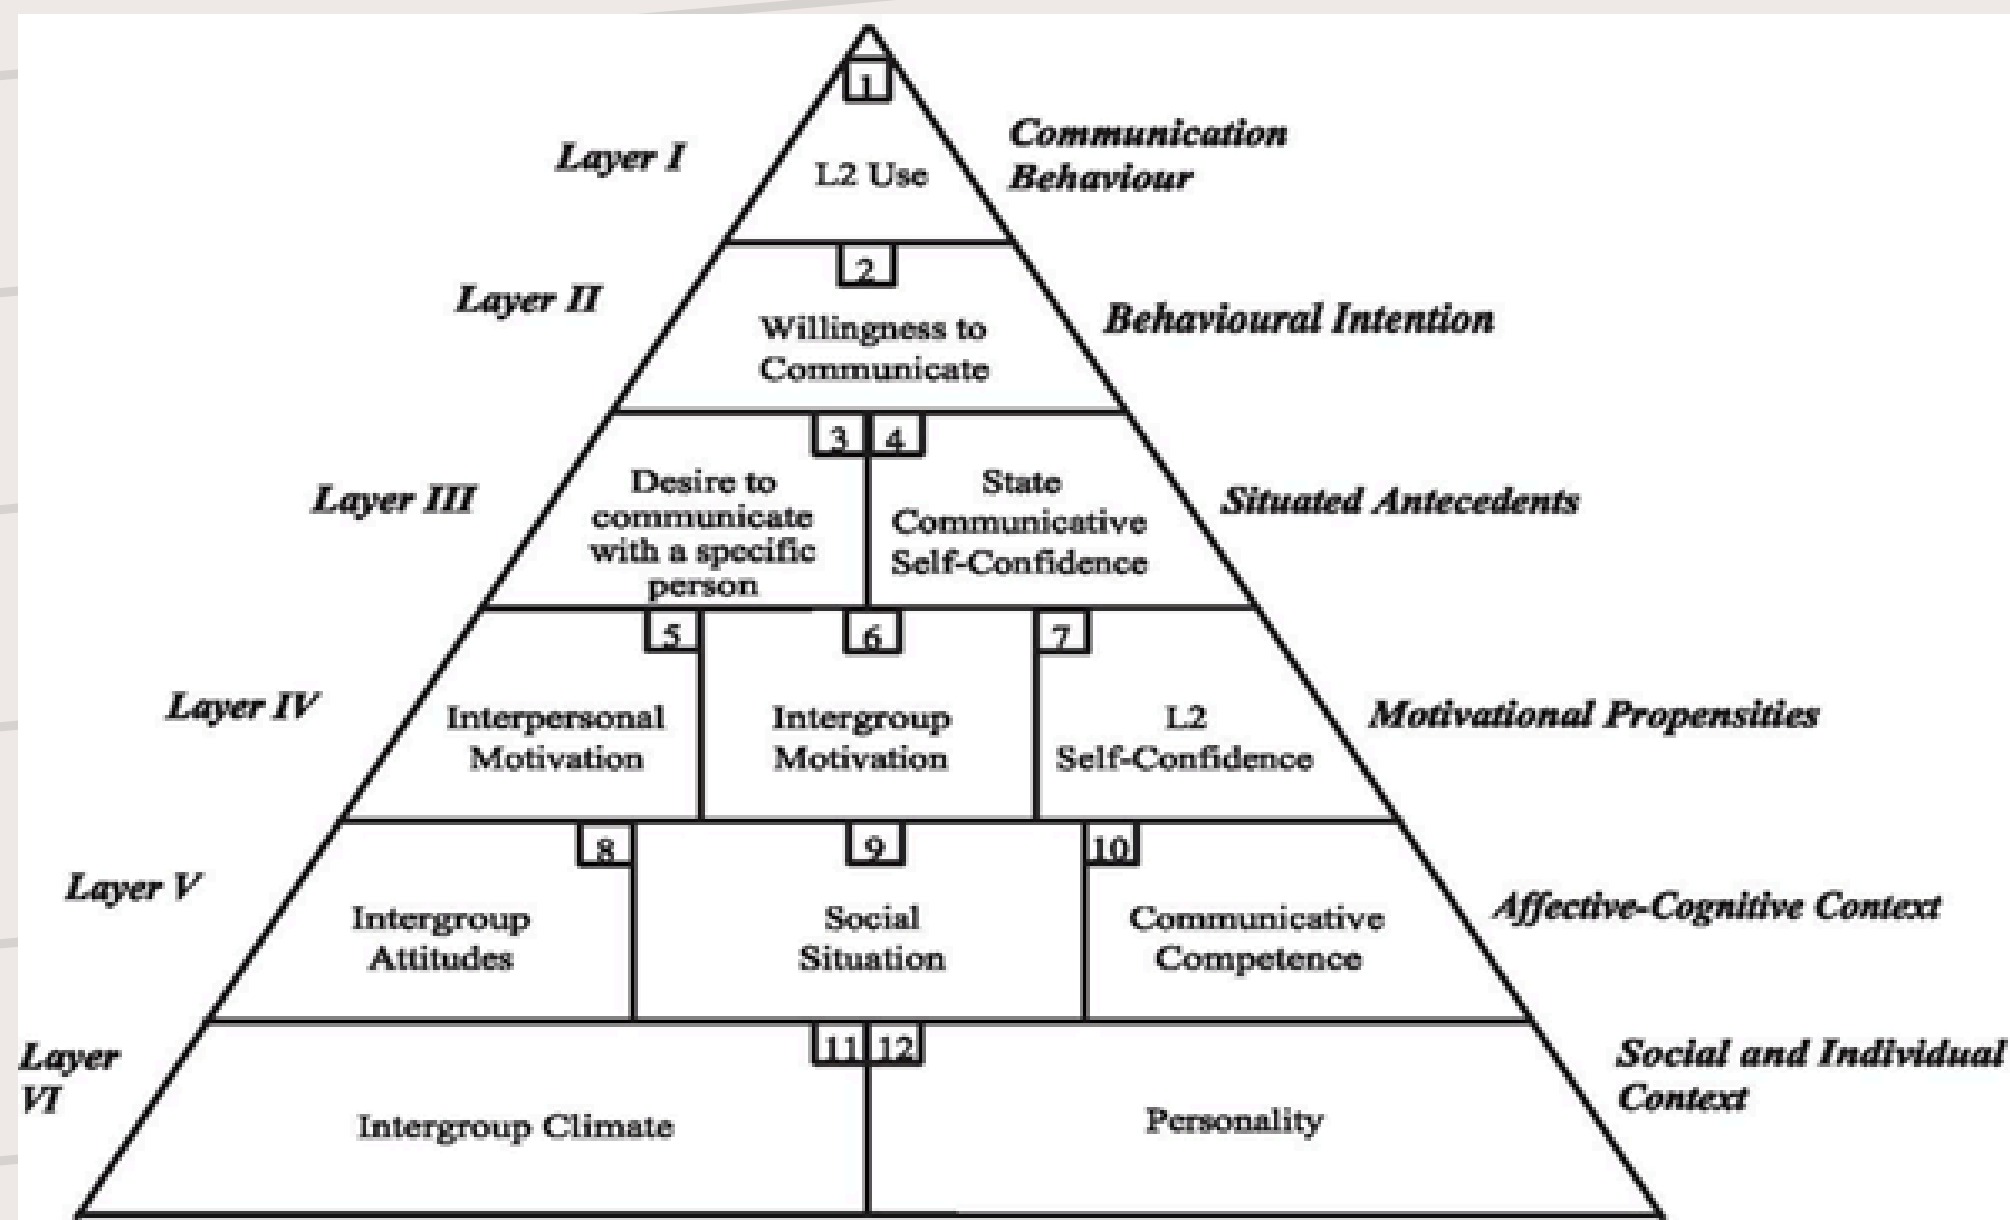 1
Layer I
L2 Use
Communication
Behaviour
2
Layer II
Willingness to
Communicate
Behavioural Intention
3 4
Layer III
Desire to
communicate
with a specific
person
State
Communicative
Self-Confidence
Situated Antecedents
5 6 7
Layer IV
Interpersonal
Motivation
Intergroup
Motivation
L2
Self-Confidence
Motivational Propensities
8 9 10
Layer V
Intergroup
Attitudes
Social
Situation
Communicative
Competence
Affective-Cognitive Context
11 12
Layer
VI
Intergroup Climate
Personality
Social and Individual
Context